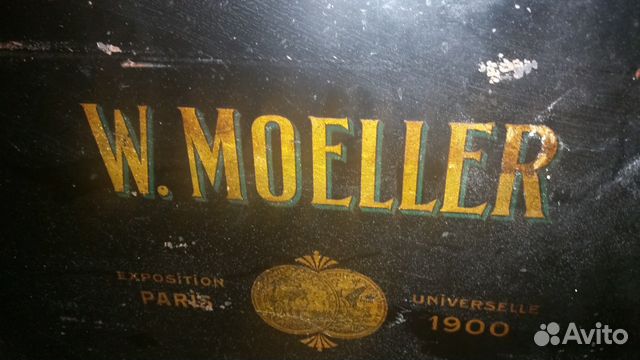 W. MOELLER
EXPOSITION UNIVERSELLE
PARIS 1900
Avito